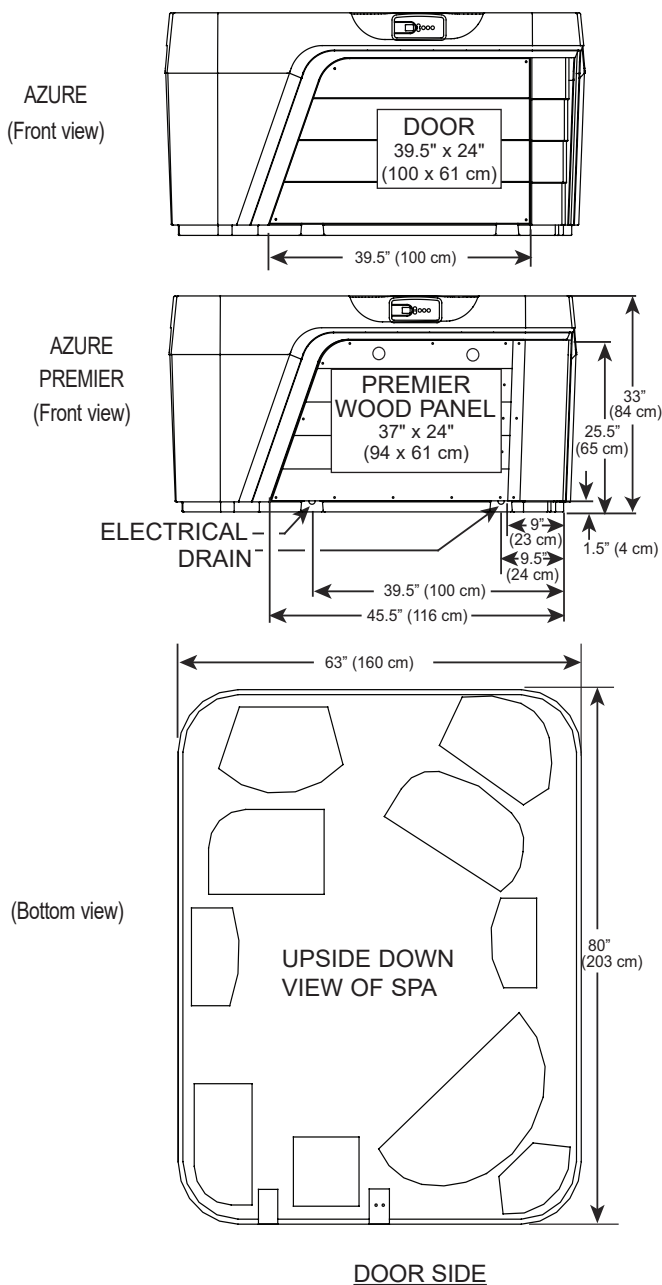 AZURE
(Front view)
DOOR
39.5" x 24"
(100 x 61 cm)
39.5” (100 cm)
AZURE
PREMIER
(Front view)
PREMIER
WOOD PANEL
37" x 24"
(94 x 61 cm)
33”
(84 cm)
25.5”
(65 cm)
ELECTRICAL
DRAIN
9”
(23 cm)
1.5” (4 cm)
9.5”
(24 cm)
39.5” (100 cm)
45.5” (116 cm)
63” (160 cm)
(Bottom view)
UPSIDE DOWN
VIEW OF SPA
80”
(203 cm)
DOOR SIDE